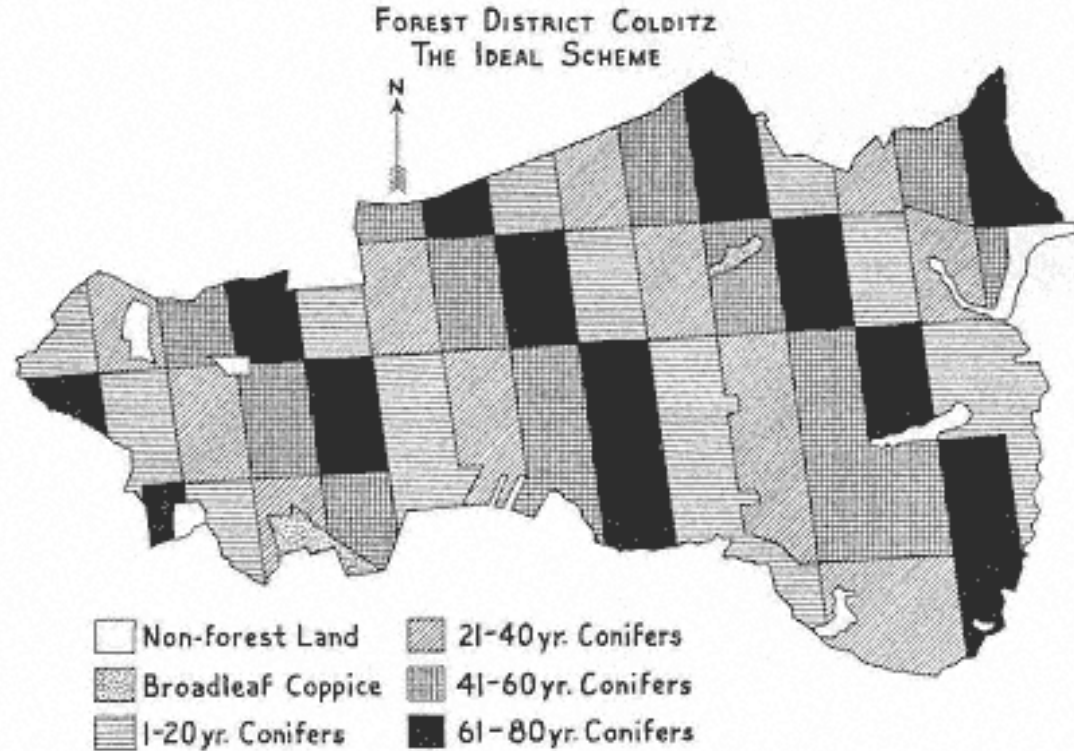 Forest District Colditz
The Ideal Scheme
N
Non-forest Land
Broadleaf Coppice
1-20 yr. Conifers
21-40 yr. Conifers
41-60 yr. Conifers
61-80 yr. Conifers